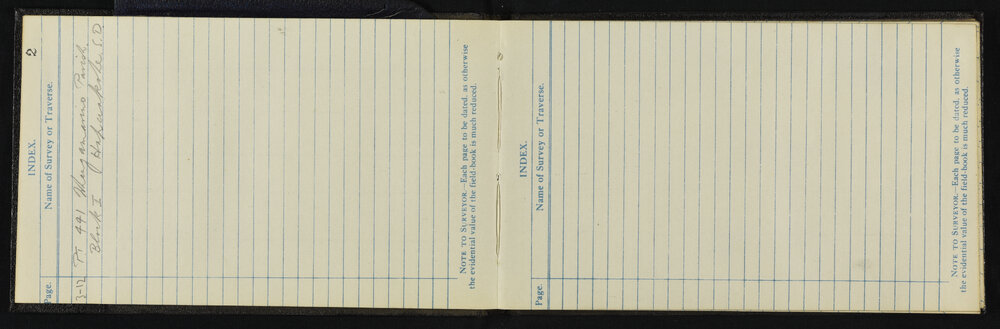 2
INDEX.
Page. Name of Survey or Traverse.
3-12 Pt 441 Parish
Block I Hapuakohe S.D.
NOTE TO SURVEYOR.—Each page to be dated, as otherwise
the evidential value of the field-book is much reduced.
INDEX.
Page. Name of Survey or Traverse.
NOTE TO SURVEYOR.—Each page to be dated, as otherwise
the evidential value of the field-book is much reduced.